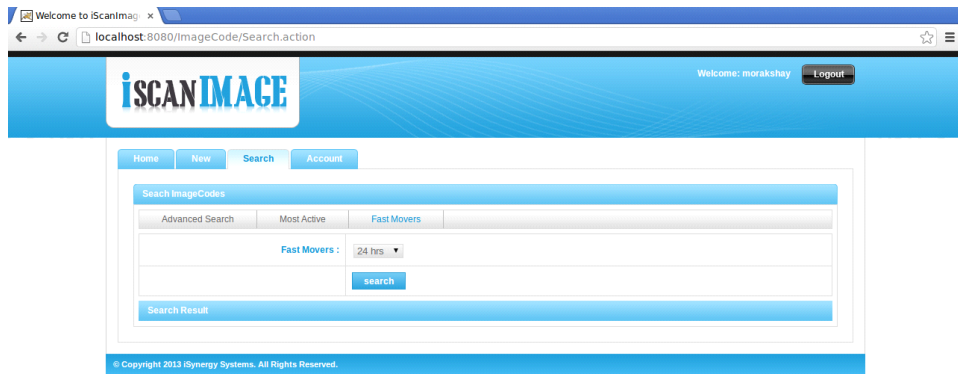 Welcome to iScanImag
localhost:8080/ImageCode/Search.action
iSCANIMAGE
Welcome: morakshay
Logout
Home New Search Account
Seach ImageCodes
Advanced Search Most Active Fast Movers
Fast Movers : 24 hrs
search
Search Result
© Copyright 2013 iSynergy Systems. All Rights Reserved.